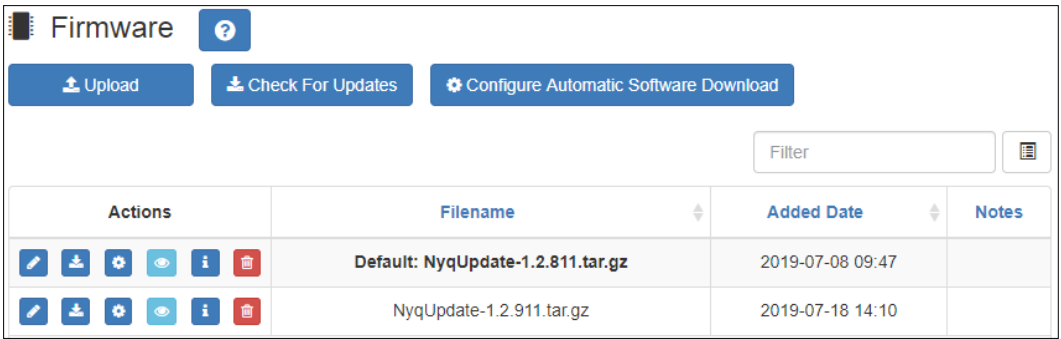 Firmware
Upload
Check For Updates
Configure Automatic Software Download
Filter
Actions Filename Added Date Notes
Default: NyqUpdate-1.2.811.tar.gz 2019-07-08 09:47
NyqUpdate-1.2.911.tar.gz 2019-07-18 14:10